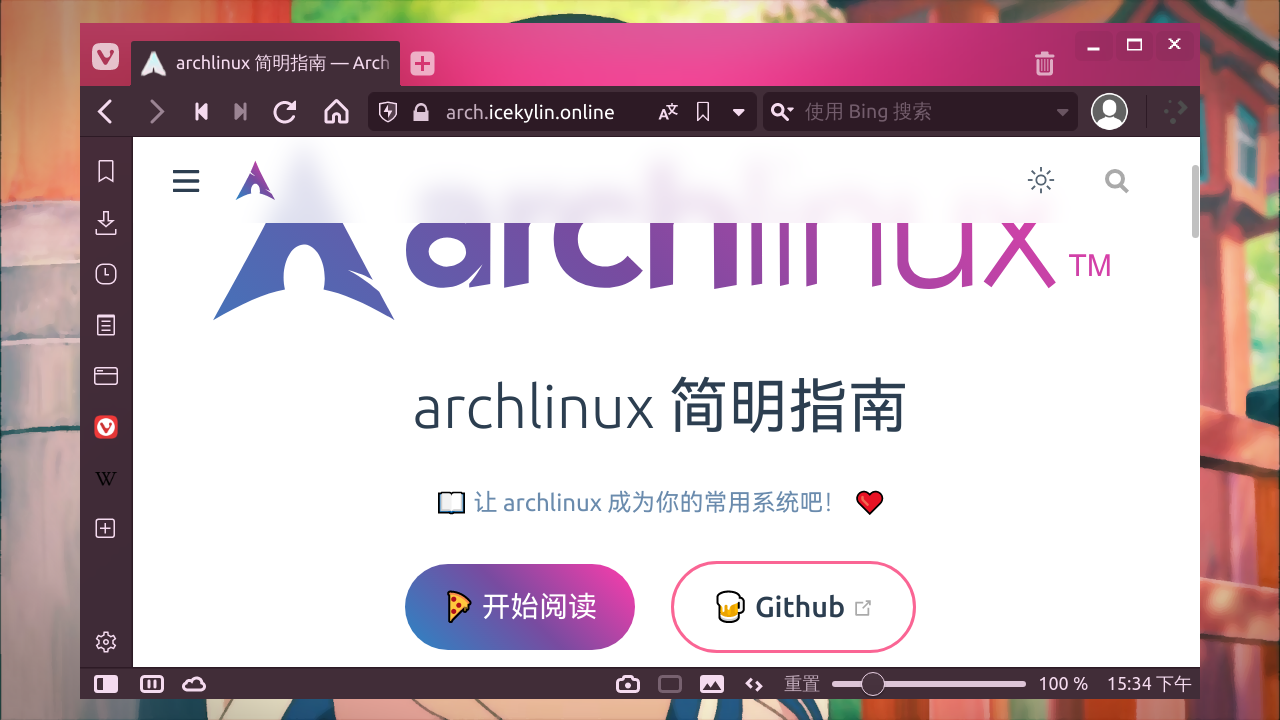 archlinux 简明指南 — Arch
arch.icekylin.online
使用 Bing 搜索
archlinux TM
archlinux 简明指南
让 archlinux 成为你的常用系统吧！
开始阅读
Github
W
重置
100 %
15:34 下午